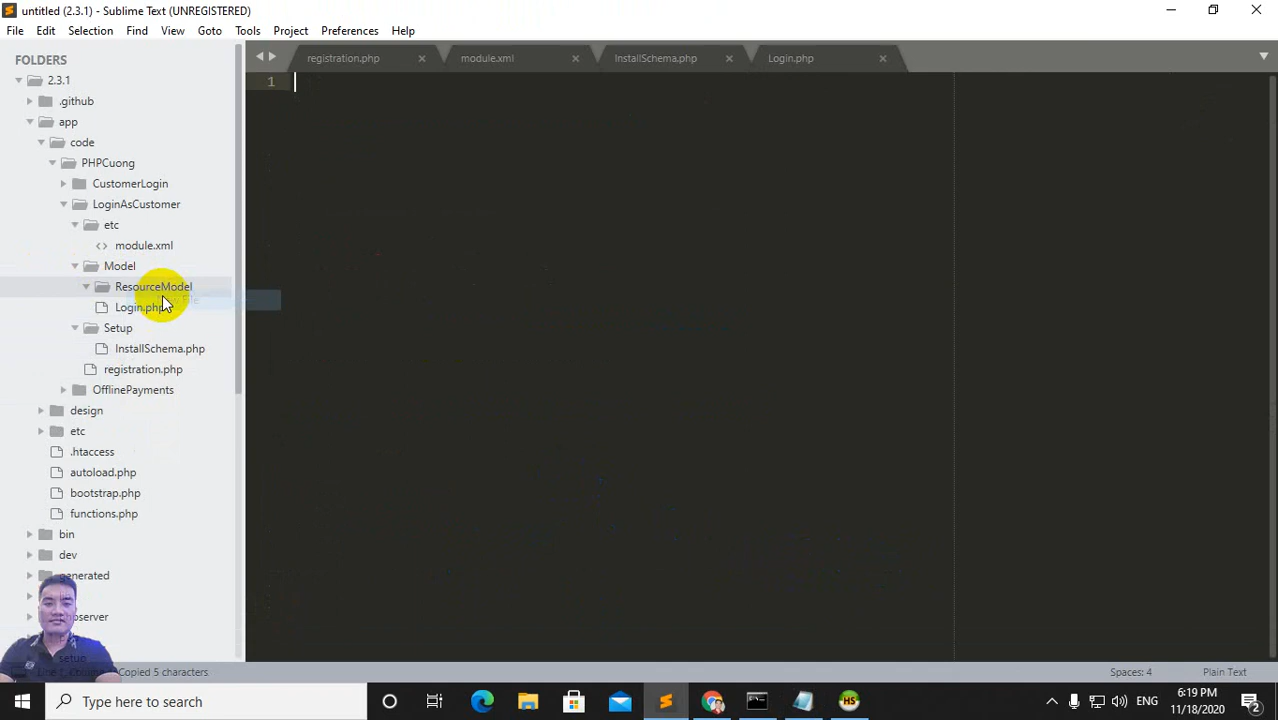 untitled (2.3.1) - Sublime Text (UNREGISTERED)
File Edit Selection Find View Goto Tools Project Preferences Help
FOLDERS
registration.php module.xml InstallSchema.php Login.php
2.3.1
1
.github
app
code
PHPCuong
CustomerLogin
LoginAsCustomer
etc
module.xml
Model
ResourceModel
Login.php
Setup
InstallSchema.php
registration.php
OfflinePayments
design
etc
.htaccess
autoload.php
bootstrap.php
functions.php
bin
dev
generated
setup
Copied 5 characters
Spaces: 4 Plain Text
Type here to search
ENG
6:19 PM
11/18/2020
2